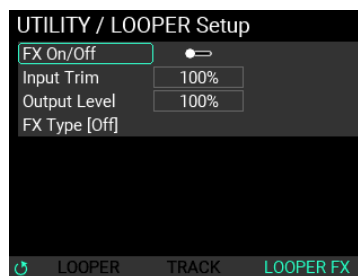 UTILITY / LOOPER Setup
FX On/Off
Input Trim 100%
Output Level 100%
FX Type [Off]
LOOPER TRACK LOOPER FX